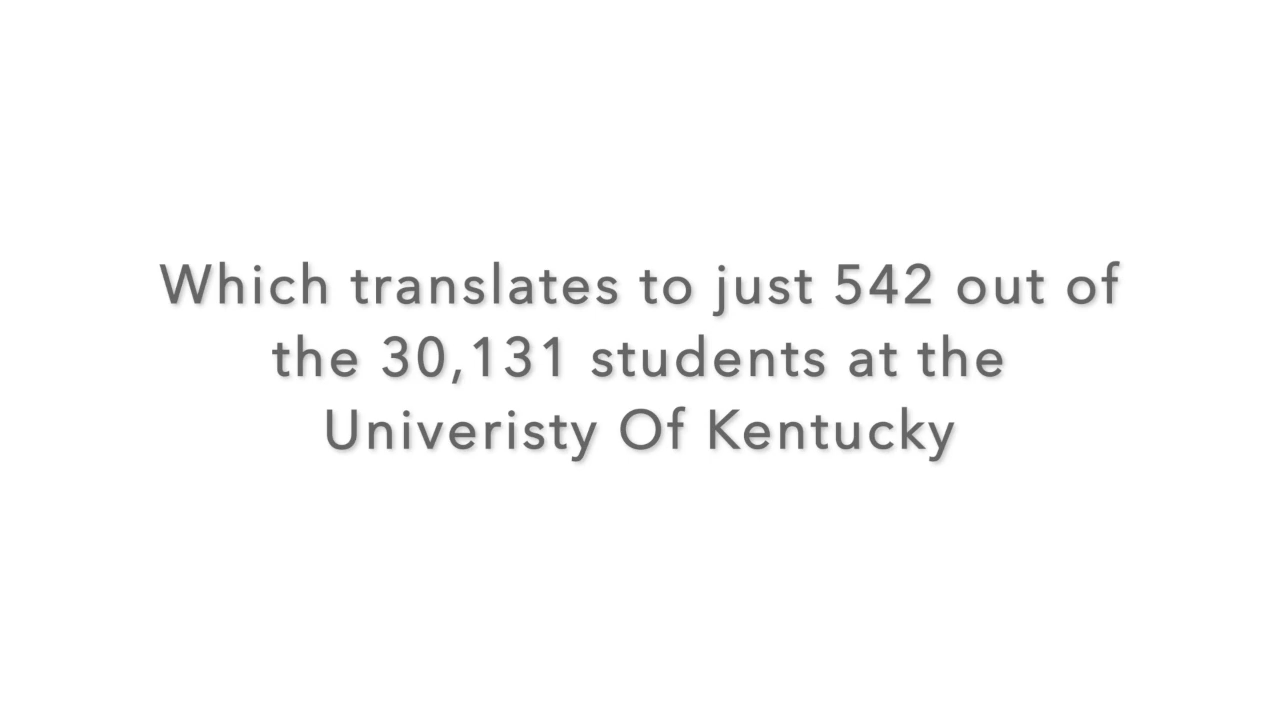 Which translates to just 542 out of
the 30,131 students at the
Univeristy Of Kentucky